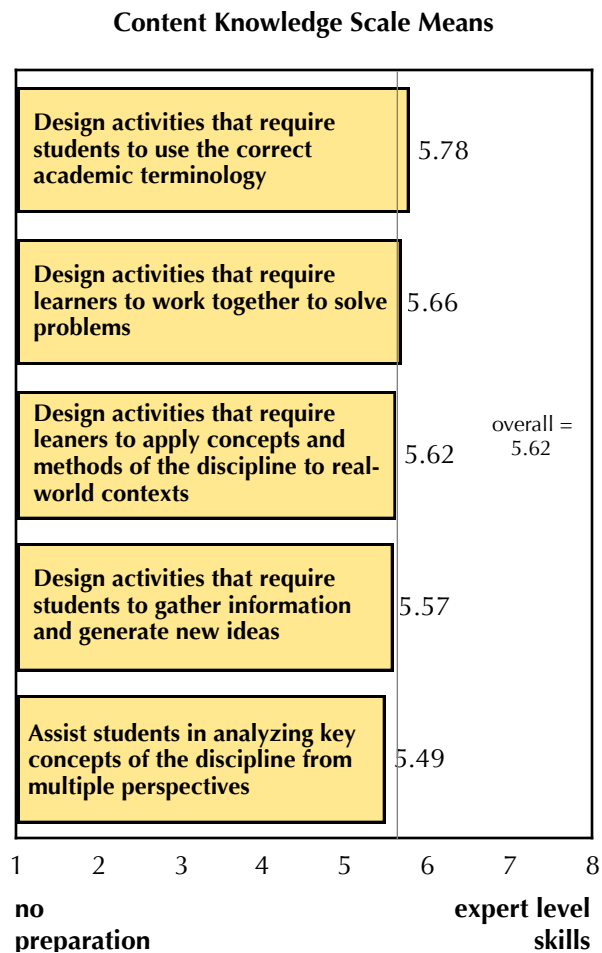 Content Knowledge Scale Means
Design activities that require
students to use the correct
academic terminology
5.78
Design activities that require
learners to work together to solve
problems
5.66
Design activities that require
leaners to apply concepts and
methods of the discipline to real-
world contexts
5.62
overall =
5.62
Design activities that require
students to gather information
and generate new ideas
5.57
Assist students in analyzing key
concepts of the discipline from
multiple perspectives
5.49
1 2 3 4 5 6 7 8
no
preparation
expert level
skills